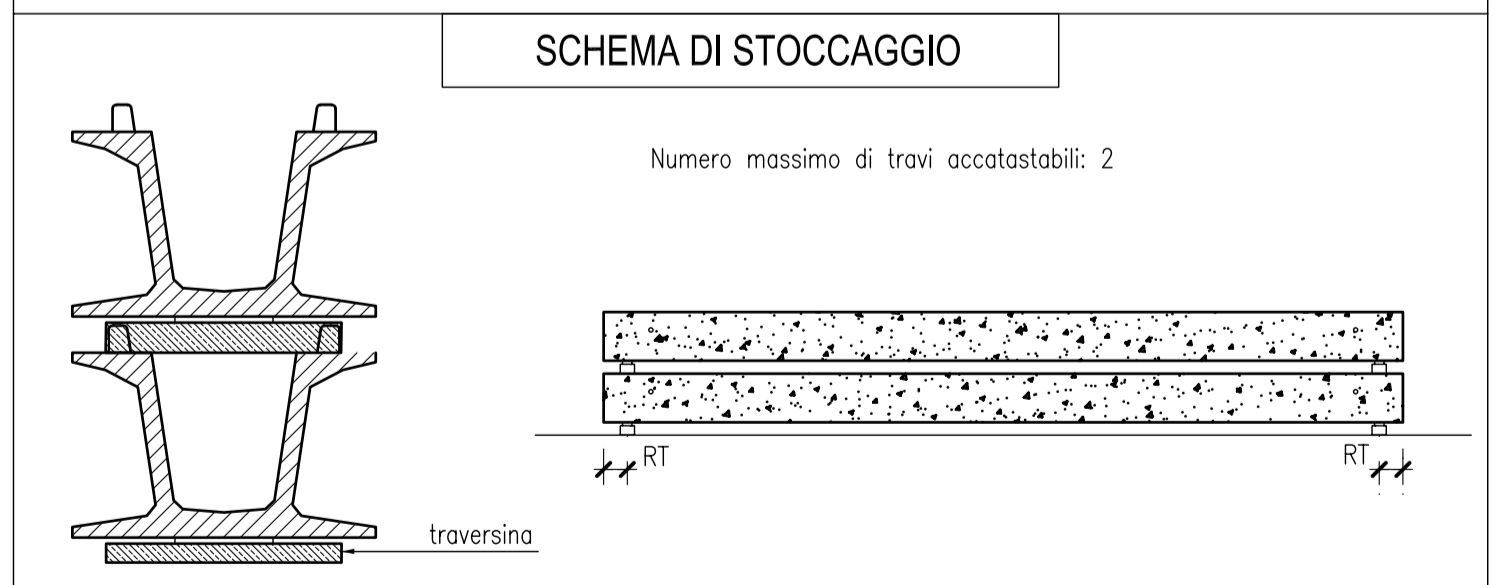 SCHEMA DI STOCCAGGIO
Numero massimo di travi accatastabili: 2
RT
RT
traversina